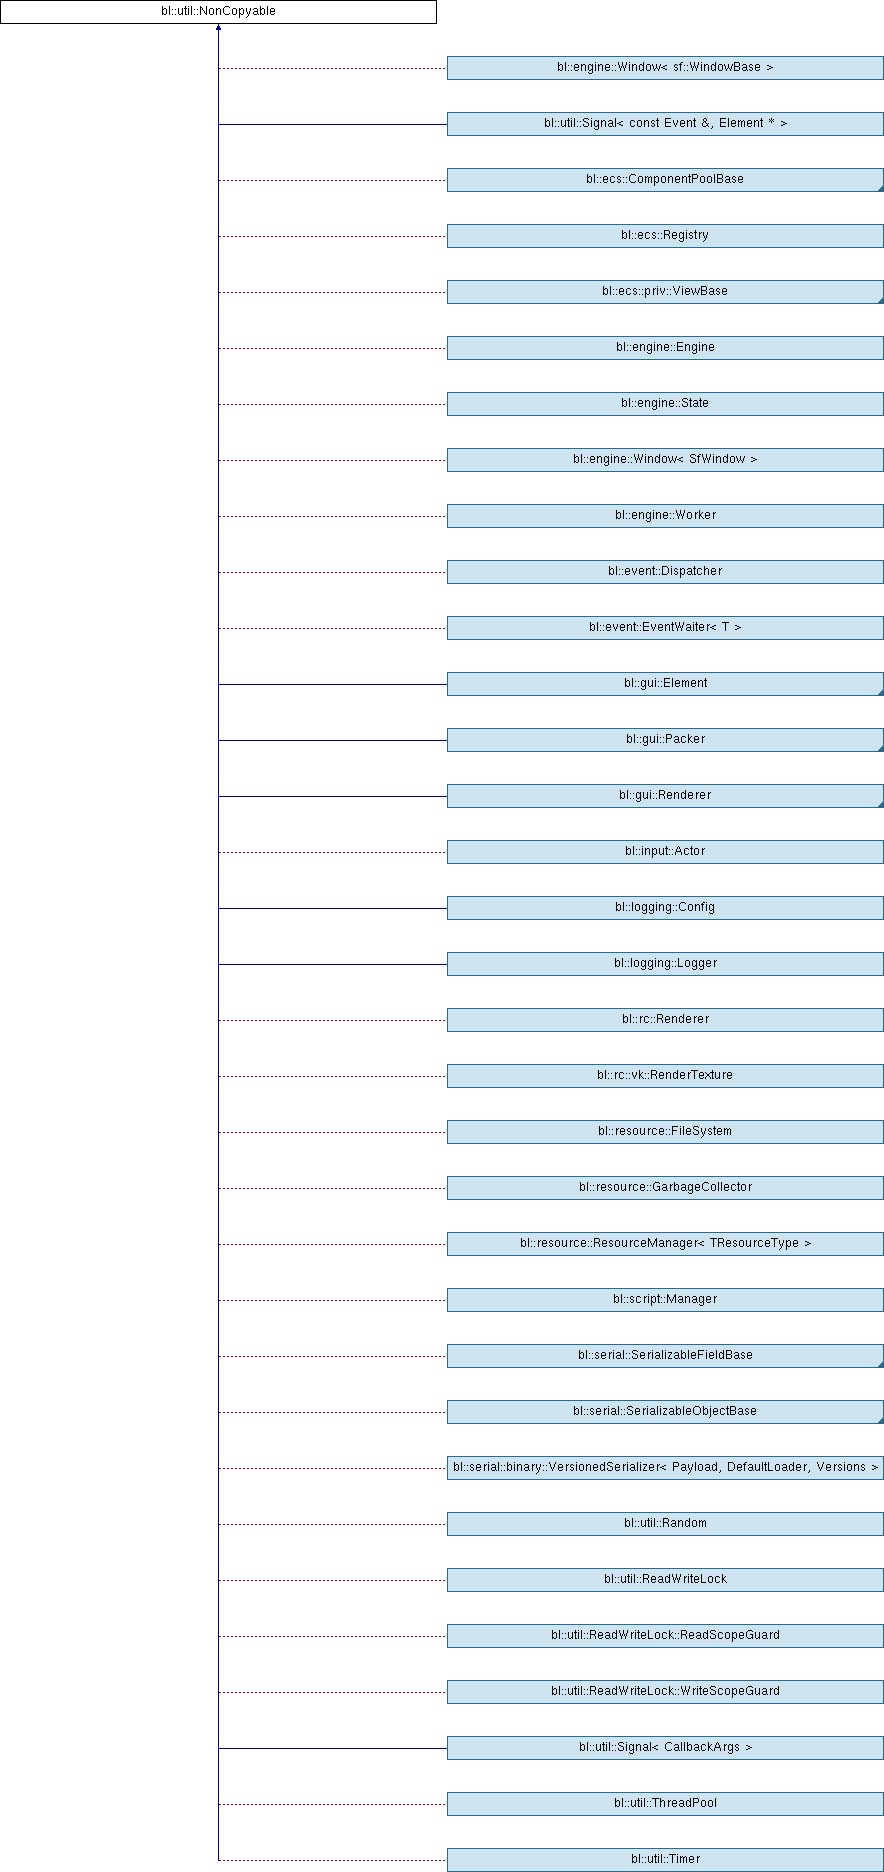 bl::util::NonCopyable
bl::engine::Window< sf::WindowBase >
bl::util::Signal< const Event &, Element * >
bl::ecs::ComponentPoolBase
bl::ecs::Registry
bl::ecs::priv::ViewBase
bl::engine::Engine
bl::engine::State
bl::engine::Window< SfWindow >
bl::engine::Worker
bl::event::Dispatcher
bl::event::EventWaiter< T >
bl::gui::Element
bl::gui::Packer
bl::gui::Renderer
bl::input::Actor
bl::logging::Config
bl::logging::Logger
bl::rc::Renderer
bl::rc::vk::RenderTexture
bl::resource::FileSystem
bl::resource::GarbageCollector
bl::resource::ResourceManager< TResourceType >
bl::script::Manager
bl::serial::SerializableFieldBase
bl::serial::SerializableObjectBase
bl::serial::binary::VersionedSerializer< Payload, DefaultLoader, Versions >
bl::util::Random
bl::util::ReadWriteLock
bl::util::ReadWriteLock::ReadScopeGuard
bl::util::ReadWriteLock::WriteScopeGuard
bl::util::Signal< CallbackArgs >
bl::util::ThreadPool
bl::util::Timer